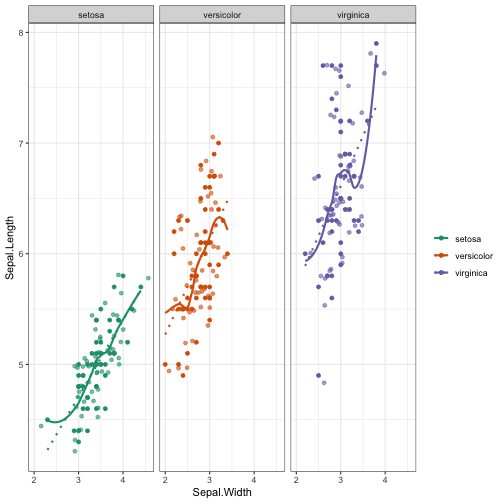 setosa versicolor virginica
8
7
6
5
Sepal.Length
2 3 4 2 3 4 2 3 4
Sepal.Width
setosa
versicolor
virginica